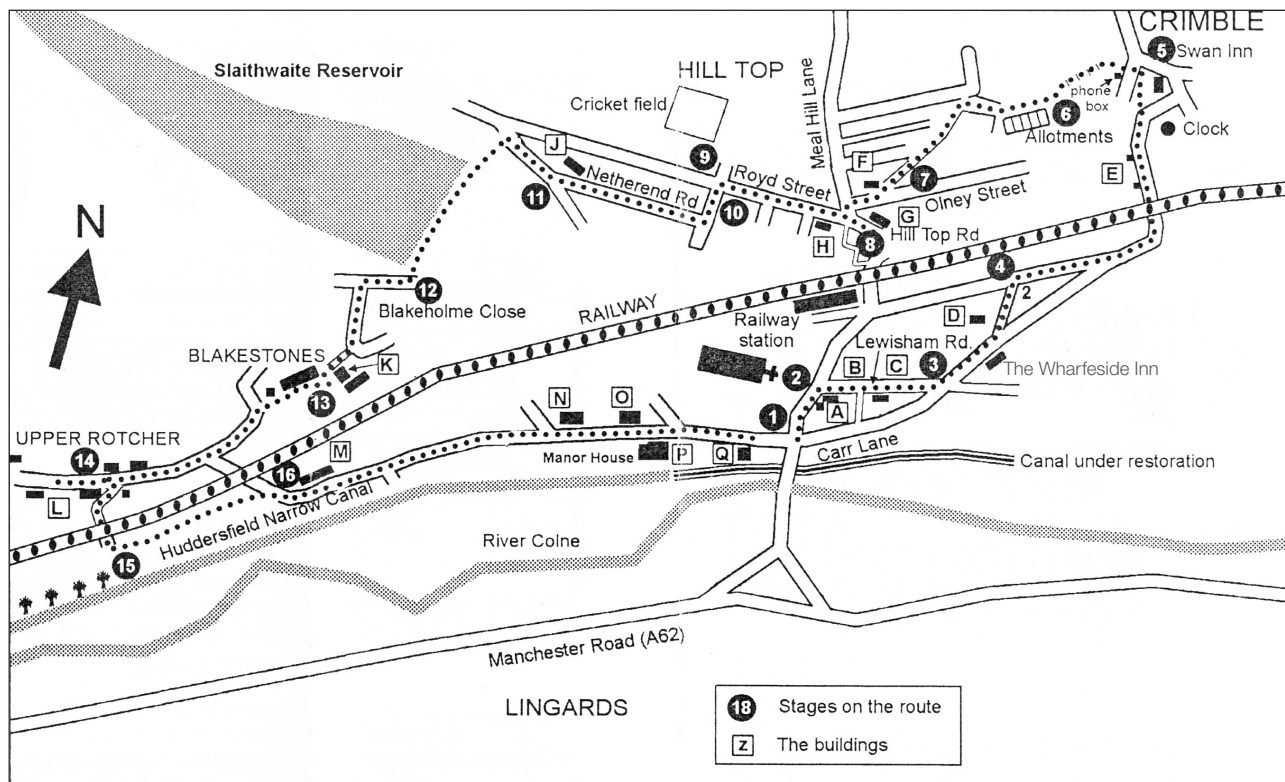 CRIMBLE
5
Swan Inn
Slaithwaite Reservoir
HILL TOP
Cricket field
Meal Hill Lane
phone
box
6
Allotments
Clock
J
9
F
E
7
Netherend Rd
Royd Street
11
10
Olney Street
G
N
H
8
Hill Top Rd
4
12
Blakeholme Close
RAILWAY
2
Railway
station
D
BLAKESTONES
K
Lewisham Rd.
2
B
C
3
The Wharfeside Inn
13
N
O
1
A
UPPER ROTCHER
14
16
M
Manor House
P
Q
Carr Lane
Canal under restoration
L
Huddersfield Narrow Canal
River Colne
15
Manchester Road (A62)
LINGARDS
18 Stages on the route
Z The buildings